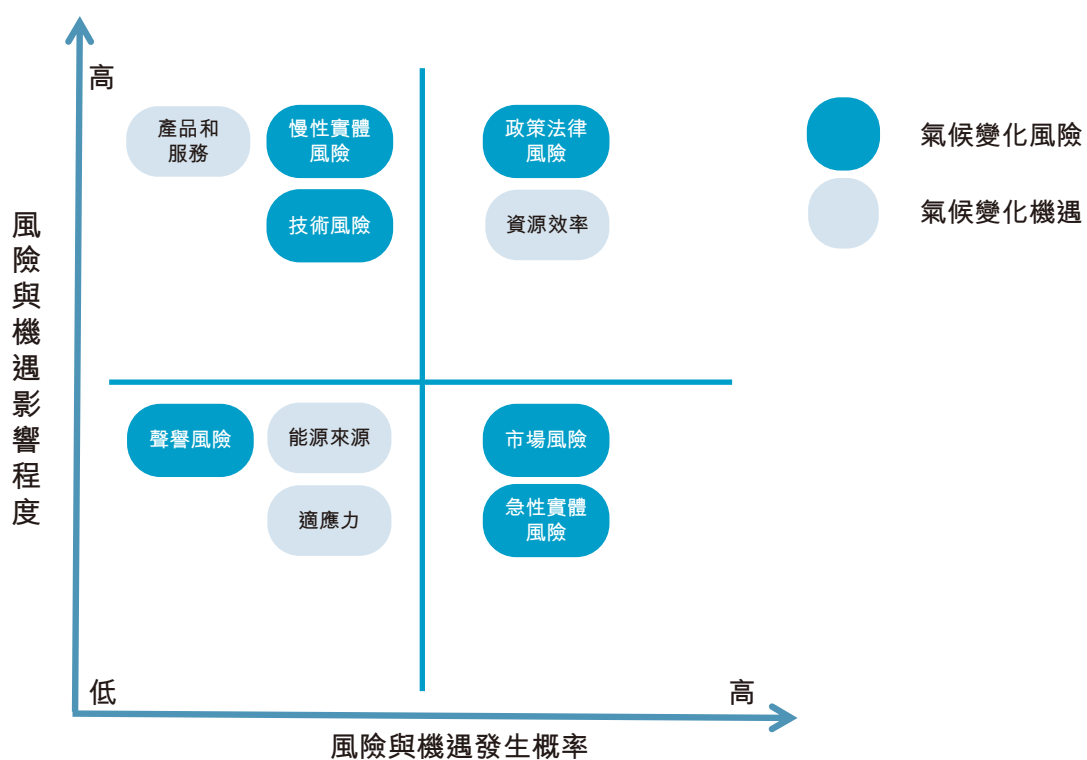 高
產品和
服務
慢性實體
風險
政策法律
風險
氣候變化風險
技術風險
資源效率
氣候變化機遇
風險與機遇影響程度
聲譽風險
能源來源
市場風險
適應力
急性實體
風險
低
高
風險與機遇發生概率